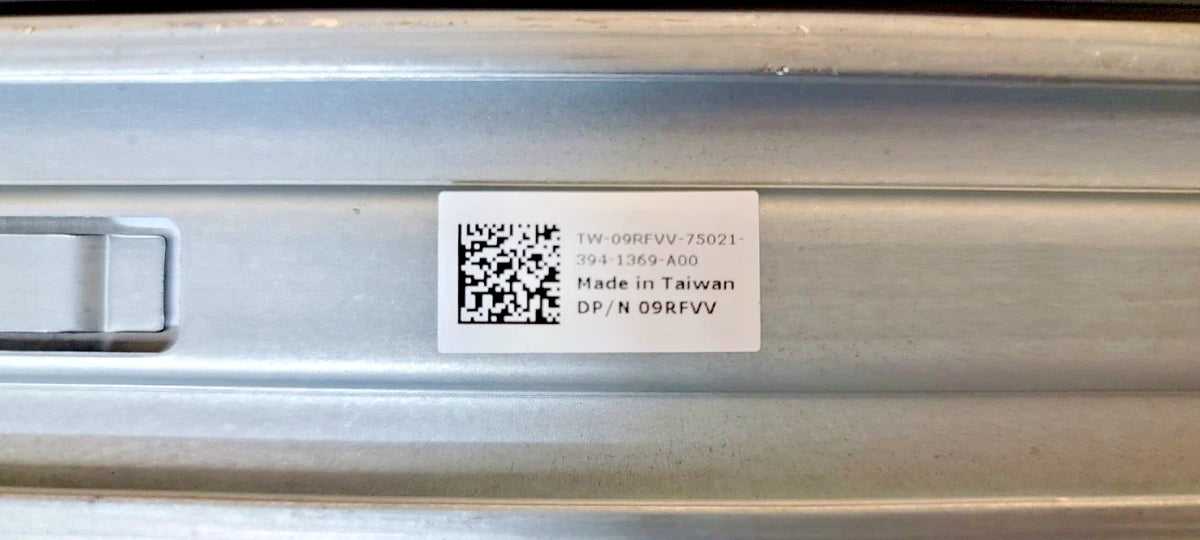 TW-09RFVV-75021-
394-1369-A00
Made in Taiwan
DP/N 09RFVV